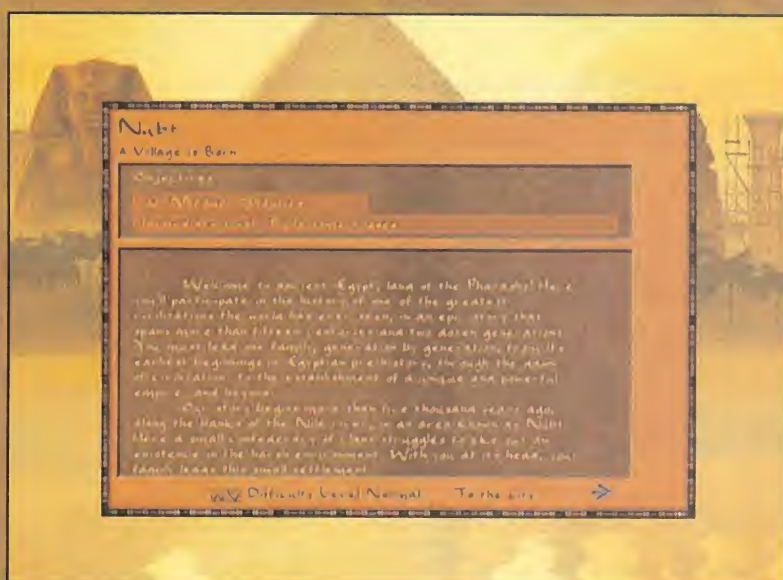 Nubt
A Village is Born
Objectives
Welcome to ancient Egypt, land of the Pharaohs! Here
you'll participate in the history of one of the greatest
civilizations the world has ever seen, in an epic story that
spans more than fifteen centuries and two dozen generations.
You must lead one family, generation by generation, from its
earliest beginnings in Egyptian prehistory, through the dawn
of civilization, to the establishment of a unique and powerful
empire, and beyond.
Our story begins more than five thousand years ago,
along the banks of the Nile river, in an area known as Nubt.
Here a small confederacy of clans struggles to eke out an
existence in the harsh environment. With you at its head, your
family leads this small settlement
Difficulty Level Normal To the city